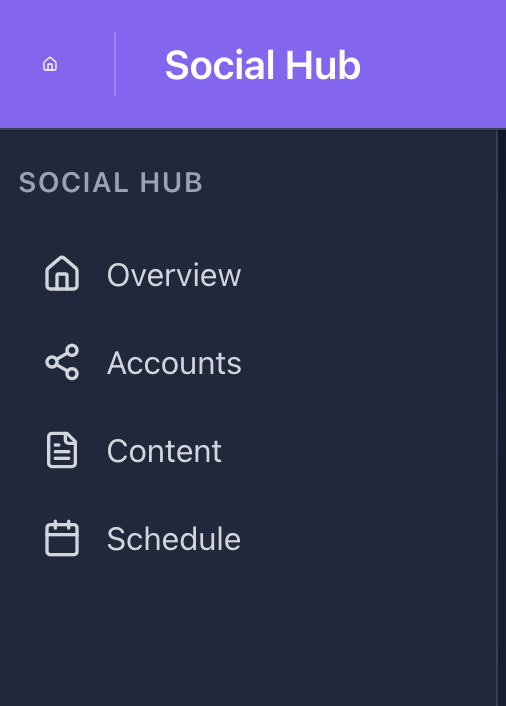 Social Hub
SOCIAL HUB
Overview
Accounts
Content
Schedule